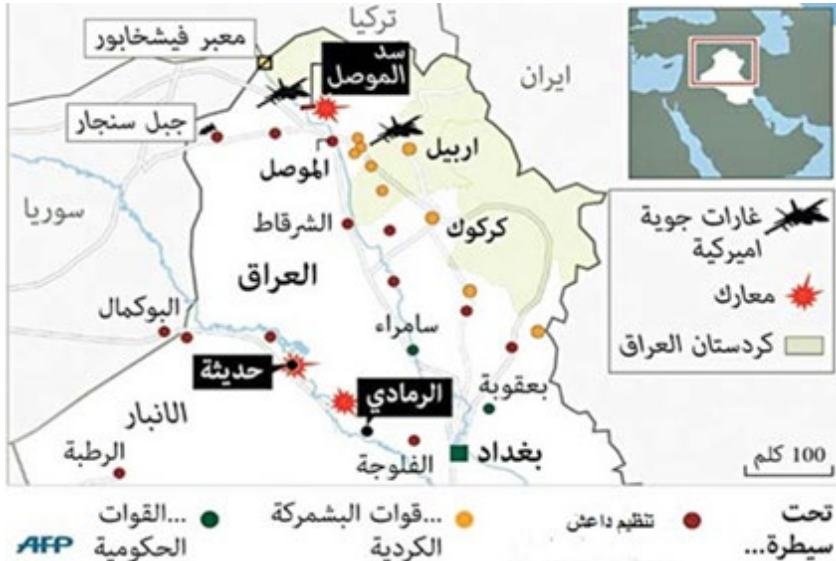 تركيا
معبر فيشخابور
سد
الموصل
ايران
جبل سنجار
اربيل
الموصل
سوريا
كركوك
الشرقاط
العراق
البوكمال
سامراء
حديثة
الرمادي
بعقوبة
الانبار
الرطبة
الفلوجة
بغداد
غارات جوية
اميركية
معارك
كردستان العراق
100 كلم
تحت
سيطرة...
تنظيم داعش
...قوات البشمركة
الكردية
...القوات
الحكومية
AFP